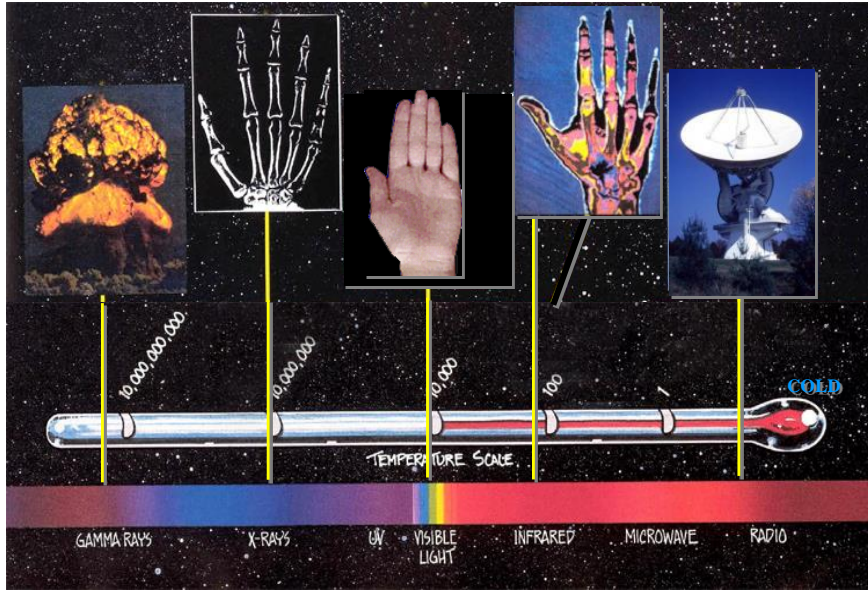 10,000,000,000
10,000,000
10,000
100
1
COLD
TEMPERATURE SCALE
GAMMA RAYS
X-RAYS
UV
VISIBLE
LIGHT
INFRARED
MICROWAVE
RADIO